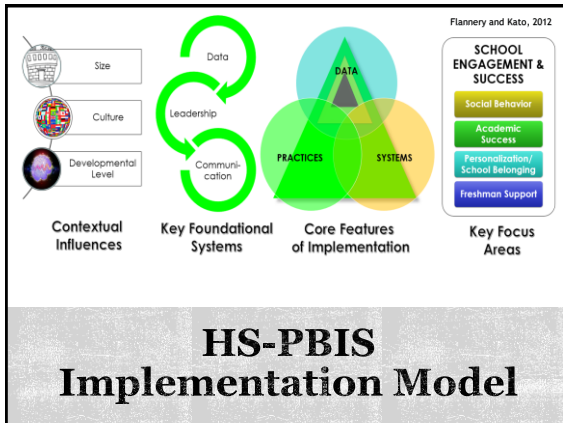 Flannery and Kato, 2012
Size
Culture
Developmental
Level
Contextual
Influences
Data
Leadership
Communi-
cation
Key Foundational
Systems
DATA
PRACTICES
SYSTEMS
Core Features
of Implementation
SCHOOL
ENGAGEMENT &
SUCCESS
Social Behavior
Academic
Success
Personalization/
School Belonging
Freshman Support
Key Focus
Areas
HS-PBIS
Implementation Model